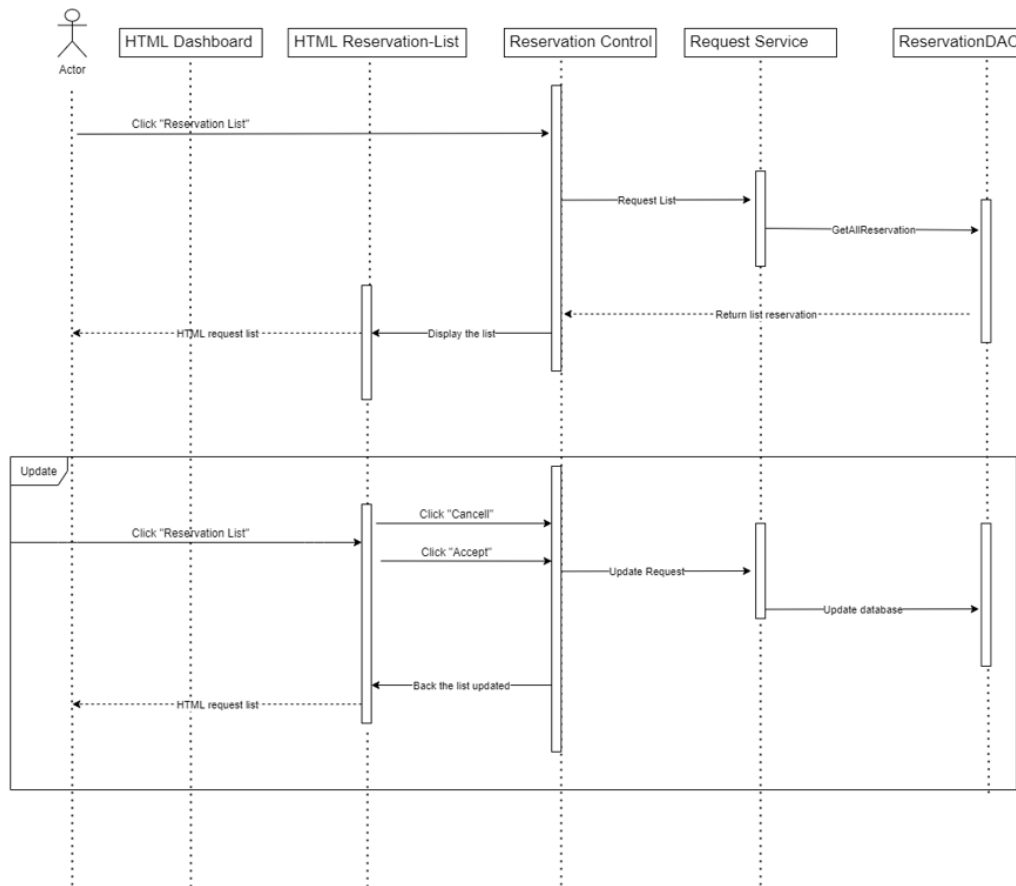 HTML Dashboard
HTML Reservation-List
Reservation Control
Request Service
ReservationDAO
Actor
Click "Reservation List"
Request List
GetAllReservation
Return list reservation
HTML request list
Display the list
Update
Click "Cancell"
Click "Reservation List"
Click "Accept"
Update Request
Update database
Back the list updated
HTML request list